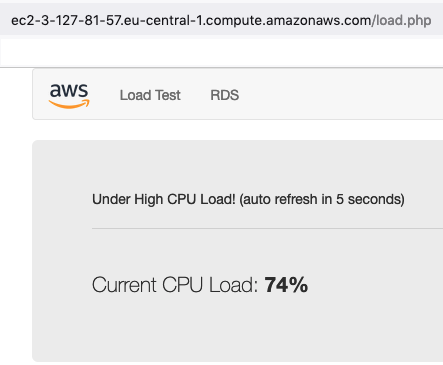 ec2-3-127-81-57.eu-central-1.compute.amazonaws.com/load.php
aws Load Test RDS
Under High CPU Load! (auto refresh in 5 seconds)
Current CPU Load: 74%